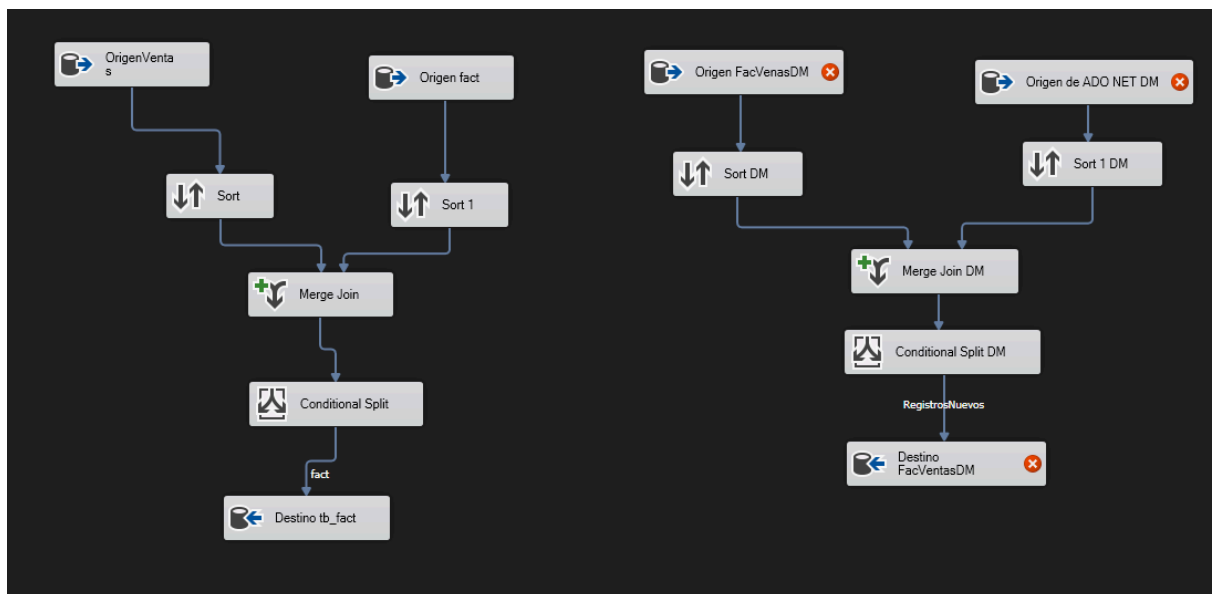 OrigenVenta
s
Origen fact
Sort
Sort 1
Merge Join
Conditional Split
fact
Destino tb_fact
Origen FacVenasDM
Origen de ADO NET DM
Sort DM
Sort 1 DM
Merge Join DM
Conditional Split DM
RegistrosNuevos
Destino
FacVentasDM